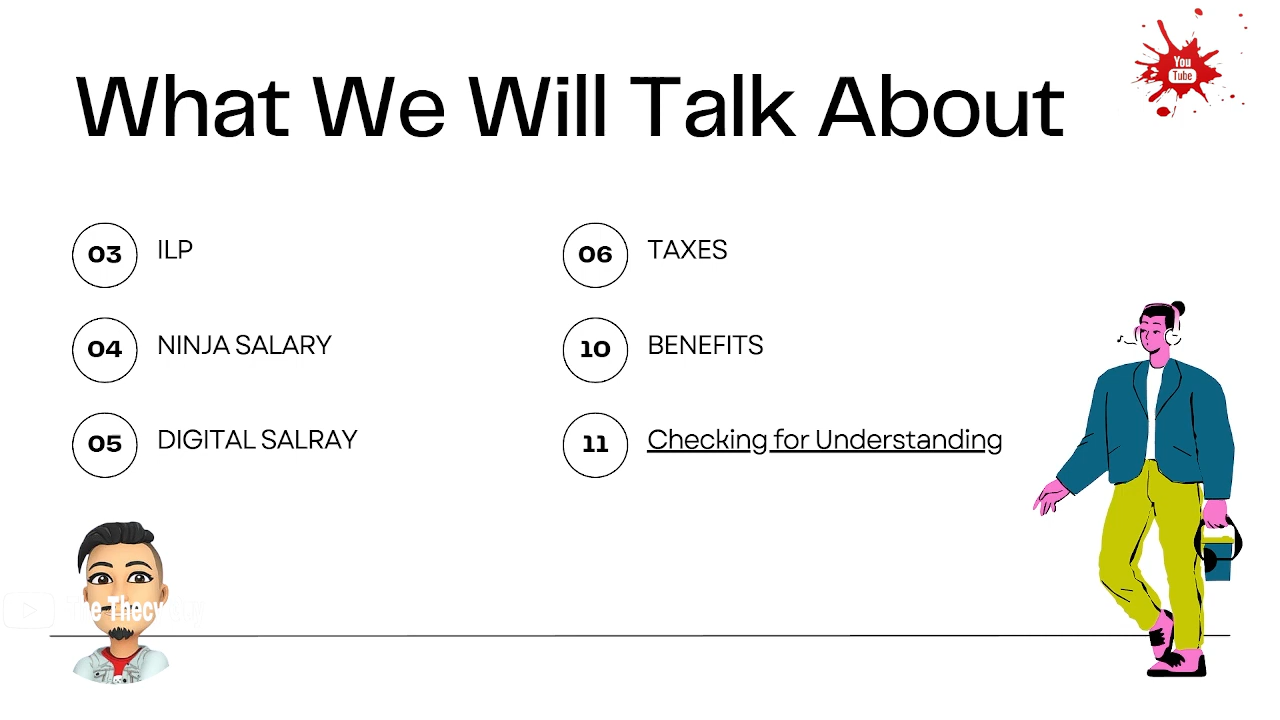 What We Will Talk About
You
Tube
03 ILP
04 NINJA SALARY
05 DIGITAL SALRAY
06 TAXES
10 BENEFITS
11 Checking for Understanding